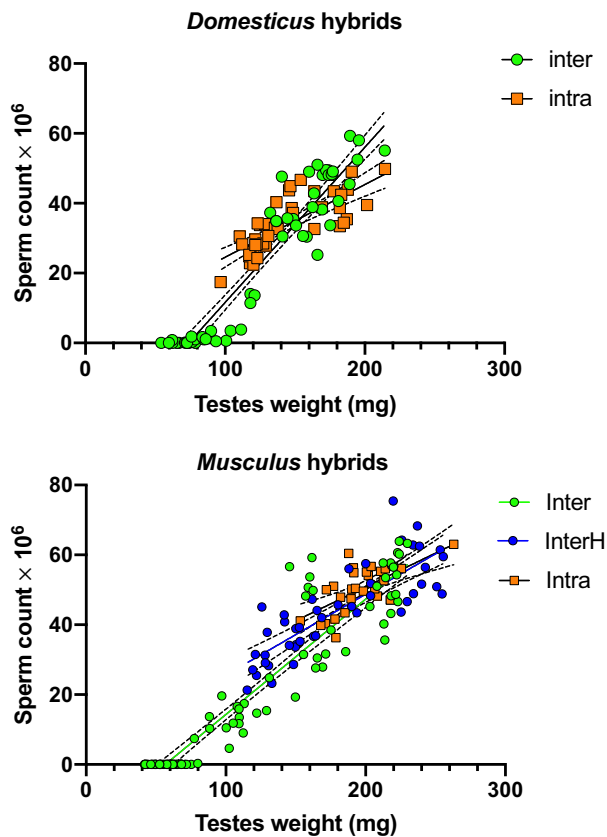 Domesticus hybrids
inter
intra
80
60
40
20
0
Sperm count × 10⁶
0 100 200 300
Testes weight (mg)
Musculus hybrids
Inter
InterH
Intra
80
60
40
20
0
Sperm count × 10⁶
0 100 200 300
Testes weight (mg)